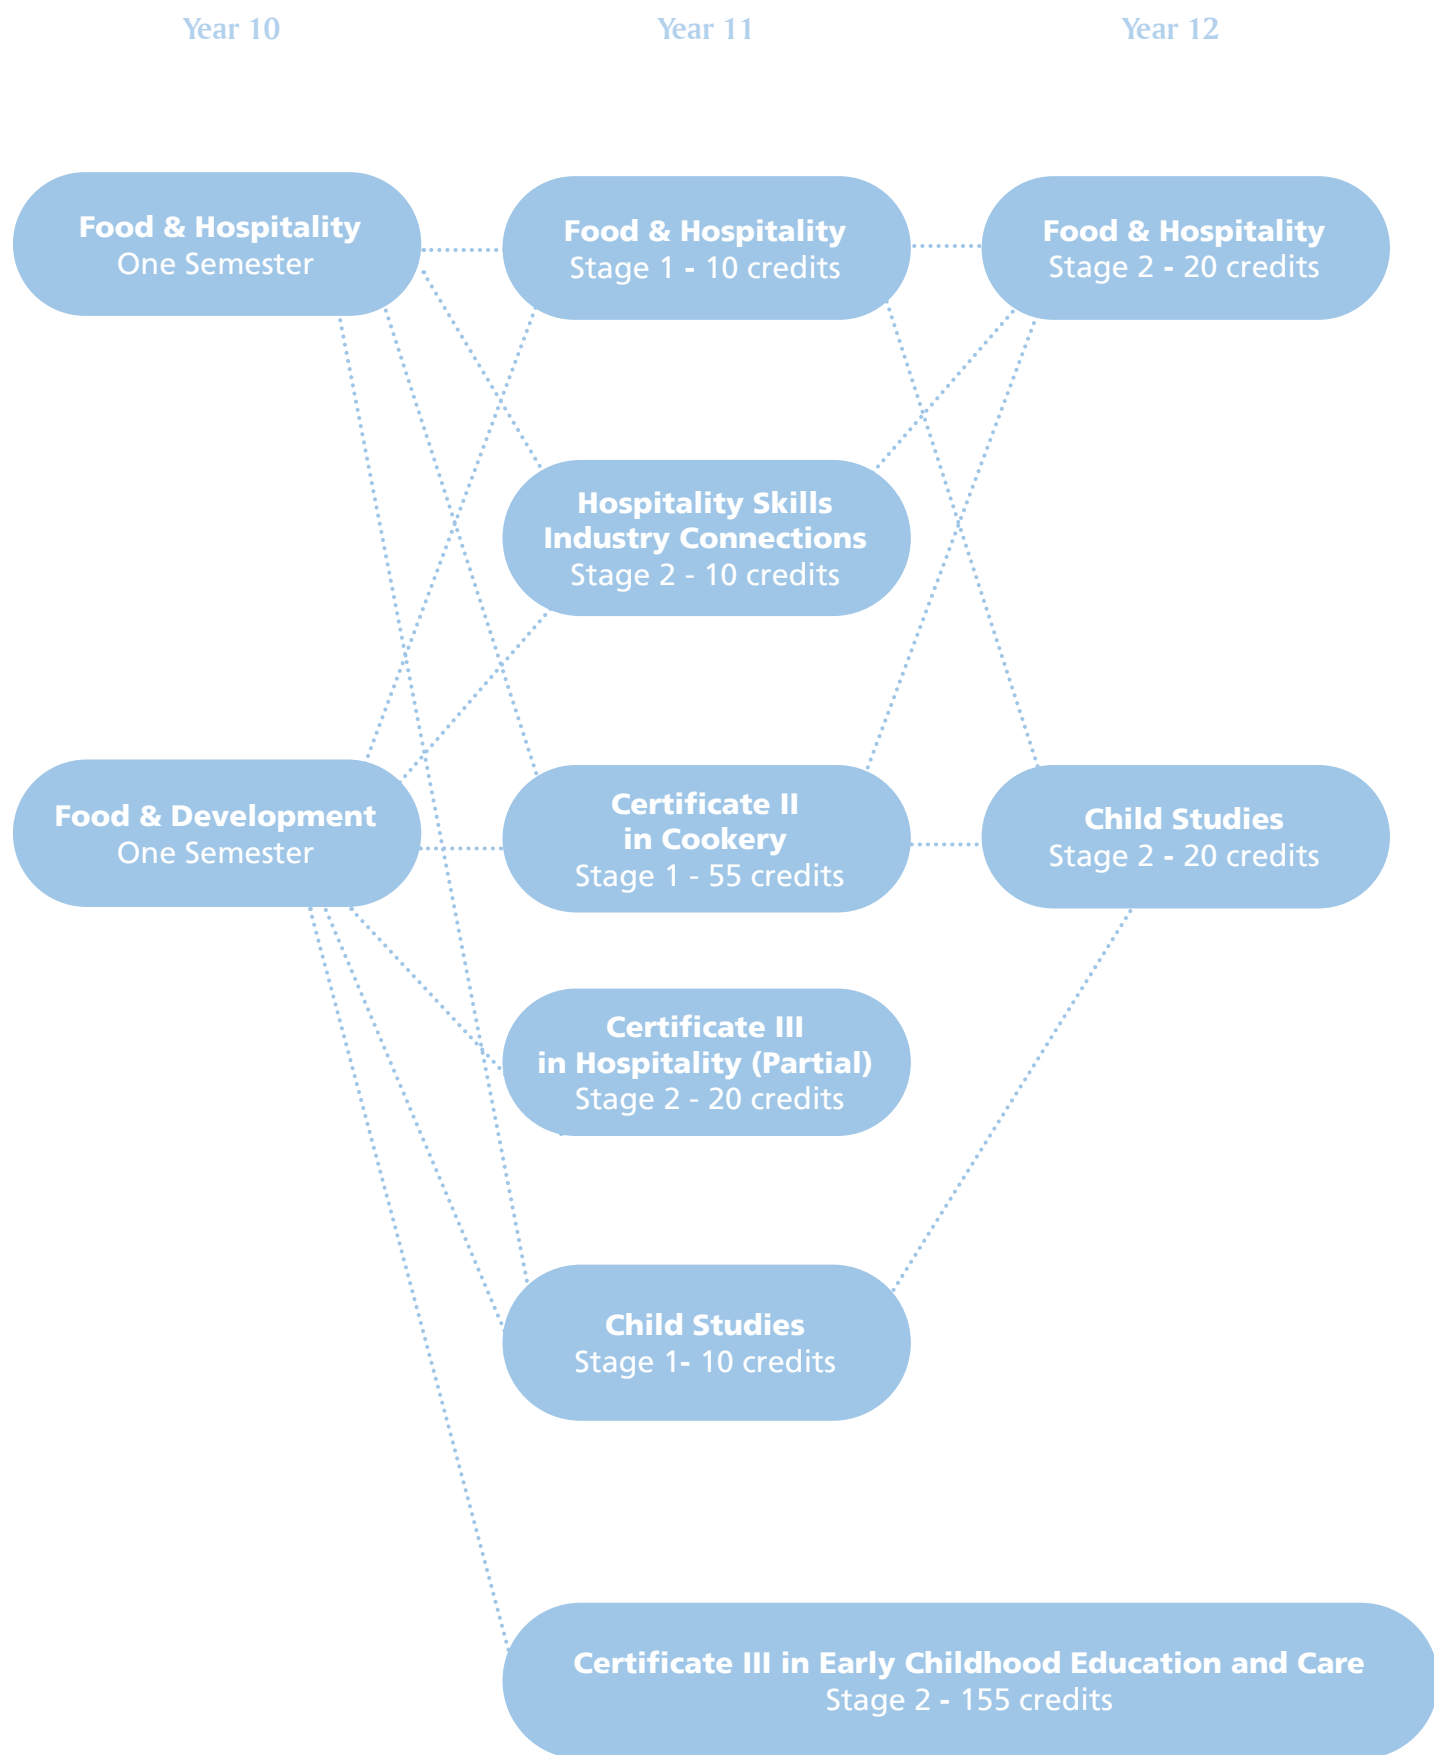 Year 10
Year 11
Year 12
Food & Hospitality
One Semester
Food & Hospitality
Stage 1 - 10 credits
Food & Hospitality
Stage 2 - 20 credits
Hospitality Skills
Industry Connections
Stage 2 - 10 credits
Food & Development
One Semester
Certificate II
in Cookery
Stage 1 - 55 credits
Child Studies
Stage 2 - 20 credits
Certificate III
in Hospitality (Partial)
Stage 2 - 20 credits
Child Studies
Stage 1- 10 credits
Certificate III in Early Childhood Education and Care
Stage 2 - 155 credits